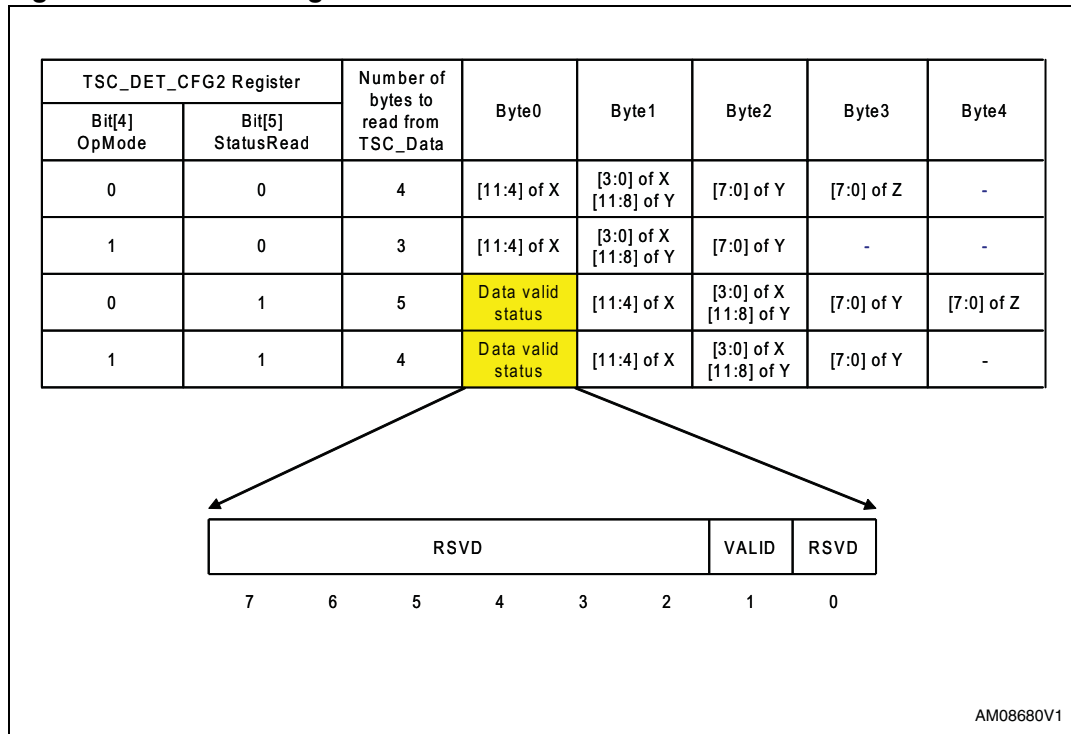 TSC_DET_CFG2 Register
Number of
bytes to
read from
TSC_Data
Byte0
Byte1
Byte2
Byte3
Byte4
Bit[4]
OpMode
Bit[5]
StatusRead
0
0
4
[11:4] of X
[3:0] of X
[11:8] of Y
[7:0] of Y
[7:0] of Z
-
1
0
3
[11:4] of X
[3:0] of X
[11:8] of Y
[7:0] of Y
-
-
0
1
5
Data valid
status
[11:4] of X
[3:0] of X
[11:8] of Y
[7:0] of Y
[7:0] of Z
1
1
4
Data valid
status
[11:4] of X
[3:0] of X
[11:8] of Y
[7:0] of Y
-
RSVD
VALID
RSVD
7 6 5 4 3 2 1 0
AM08680V1